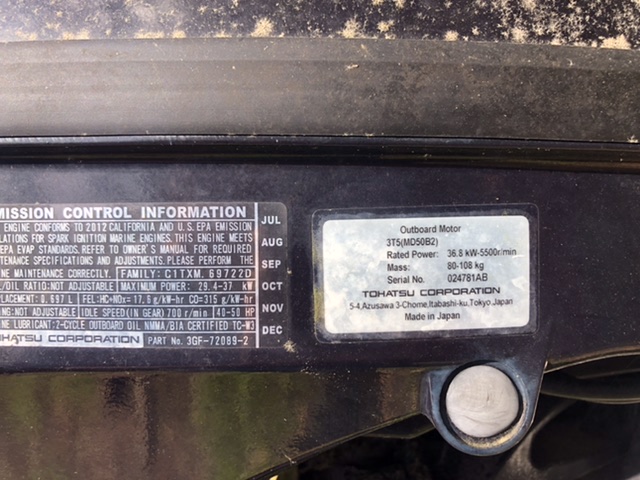 MISSION CONTROL INFORMATION
ENGINE CONFORMS TO 2012 CALIFORNIA AND U.S. EPA EMISSION
LATIONS FOR SPARK IGNITION MARINE ENGINES. THIS ENGINE MEETS
EPA EVAP STANDARDS. REFER TO OWNER'S MANUAL FOR REQUIRED
MAINTENANCE SPECIFICATIONS AND ADJUSTMENTS. PLEASE PERFORM
NE MAINTENANCE CORRECTLY. FAMILY: C1TXM.69722D
/OIL RATIO: NOT ADJUSTABLE MAXIMUM POWER: 29.4-37 kW
PLACEMENT: 0.697 L FEL: HC+NOx=17.6 g/kW-hr CO=315 g/kW-hr
ING: NOT ADJUSTABLE IDLE SPEED(IN GEAR) 700 r/min 40-50 HP
NE LUBRICANT: 2-CYCLE OUTBOARD OIL NMMA/BIA CERTIFIED TC-W3
OHATSU CORPORATION PART No. 3GF-72089-2
JUL
AUG
SEP
OCT
NOV
DEC
Outboard Motor
3T5(MD50B2)
Rated Power: 36.8 kW-5500r/min
Mass: 80-108 kg
Serial No. 024781AB
TOHATSU CORPORATION
5-4,Azusawa 3-Chome,Itabashi-ku,Tokyo,Japan
Made in Japan